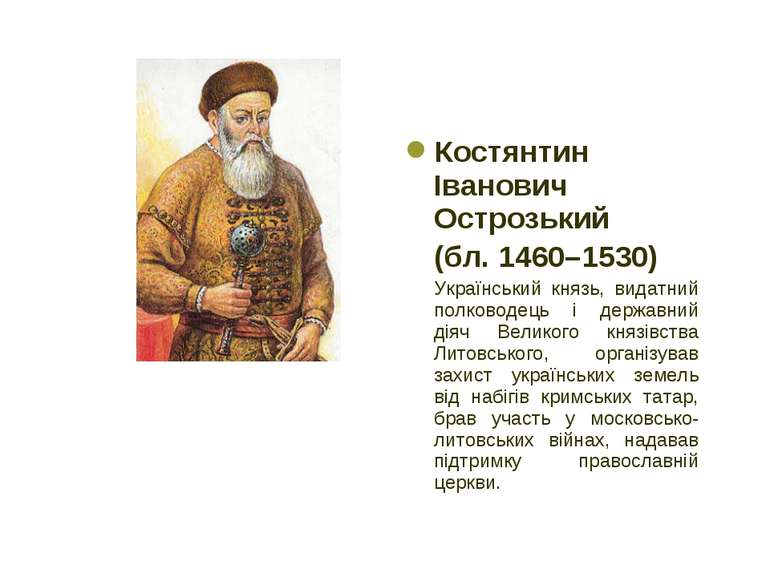 Костянтин
Іванович
Острозький
(бл. 1460–1530)
Український князь, видатний
полководець і державний
діяч Великого князівства
Литовського, організував
захист українських земель
від набігів кримських татар,
брав участь у московсько-
литовських війнах, надавав
підтримку православній
церкви.